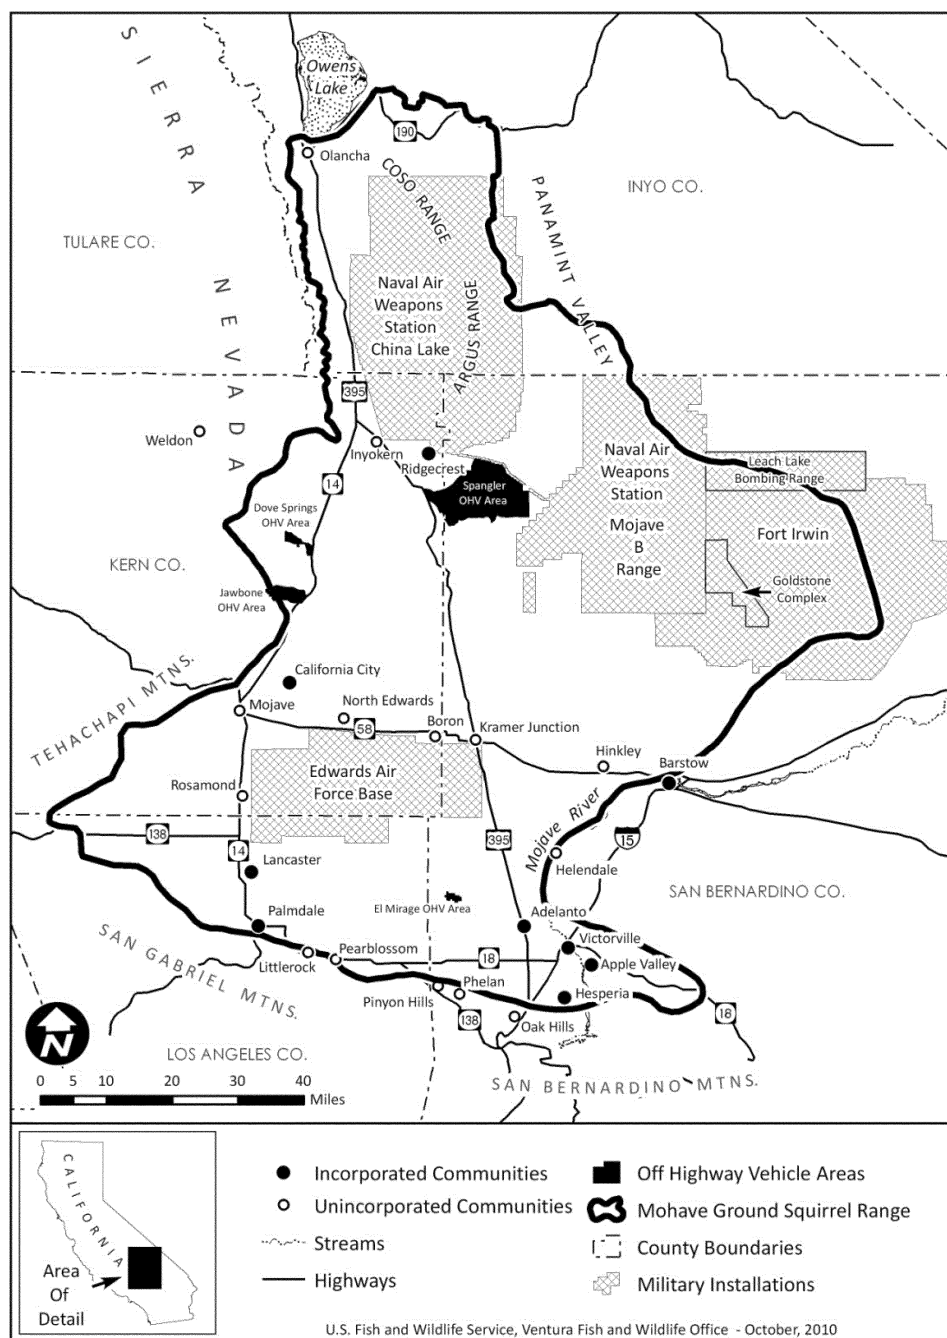 SIERRA NEVADA
Owens
Lake
190
Olancha
COSO RANGE
PANAMINT VALLEY
INYO CO.
TULARE CO.
Naval Air
Weapons
Station
China Lake
ARGUS RANGE
395
Weldon
Inyokern
Ridgecrest
14
Spangler
OHV Area
Naval Air
Weapons
Station
Mojave
B
Range
Leach Lake
Bombing Range
Dove Springs
OHV Area
Fort Irwin
KERN CO.
Jawbone
OHV Area
Goldstone
Complex
TEHACHAPI MTNS.
California City
Mojave
North Edwards
58
Boron
Kramer Junction
Hinkley
Barstow
Rosamond
Edwards Air
Force Base
Mojave River
138
14
395
15
Helendale
Lancaster
SAN BERNARDINO CO.
El Mirage OHV Area
Palmdale
Adelanto
Victorville
SAN GABRIEL MTNS.
Littlerock
Pearblossom
18
Apple Valley
Pinyon Hills
Phelan
Hesperia
138
Oak Hills
18
N
LOS ANGELES CO.
SAN BERNARDINO MTNS.
0 5 10 20 30 40
Miles
CALIFORNIA
Area
Of
Detail
Incorporated Communities
Unincorporated Communities
Streams
Highways
Off Highway Vehicle Areas
Mohave Ground Squirrel Range
County Boundaries
Military Installations
U.S. Fish and Wildlife Service, Ventura Fish and Wildlife Office - October, 2010